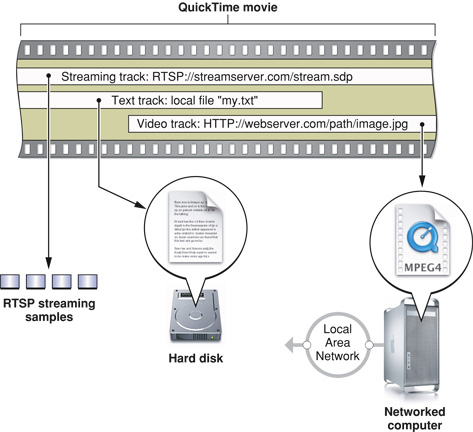 QuickTime movie
Streaming track: RTSP://streamserver.com/stream.sdp
Text track: local file "my.txt"
Video track: HTTP://webserver.com/path/image.jpg
MPEG4
RTSP streaming
samples
Hard disk
Local
Area
Network
Networked
computer